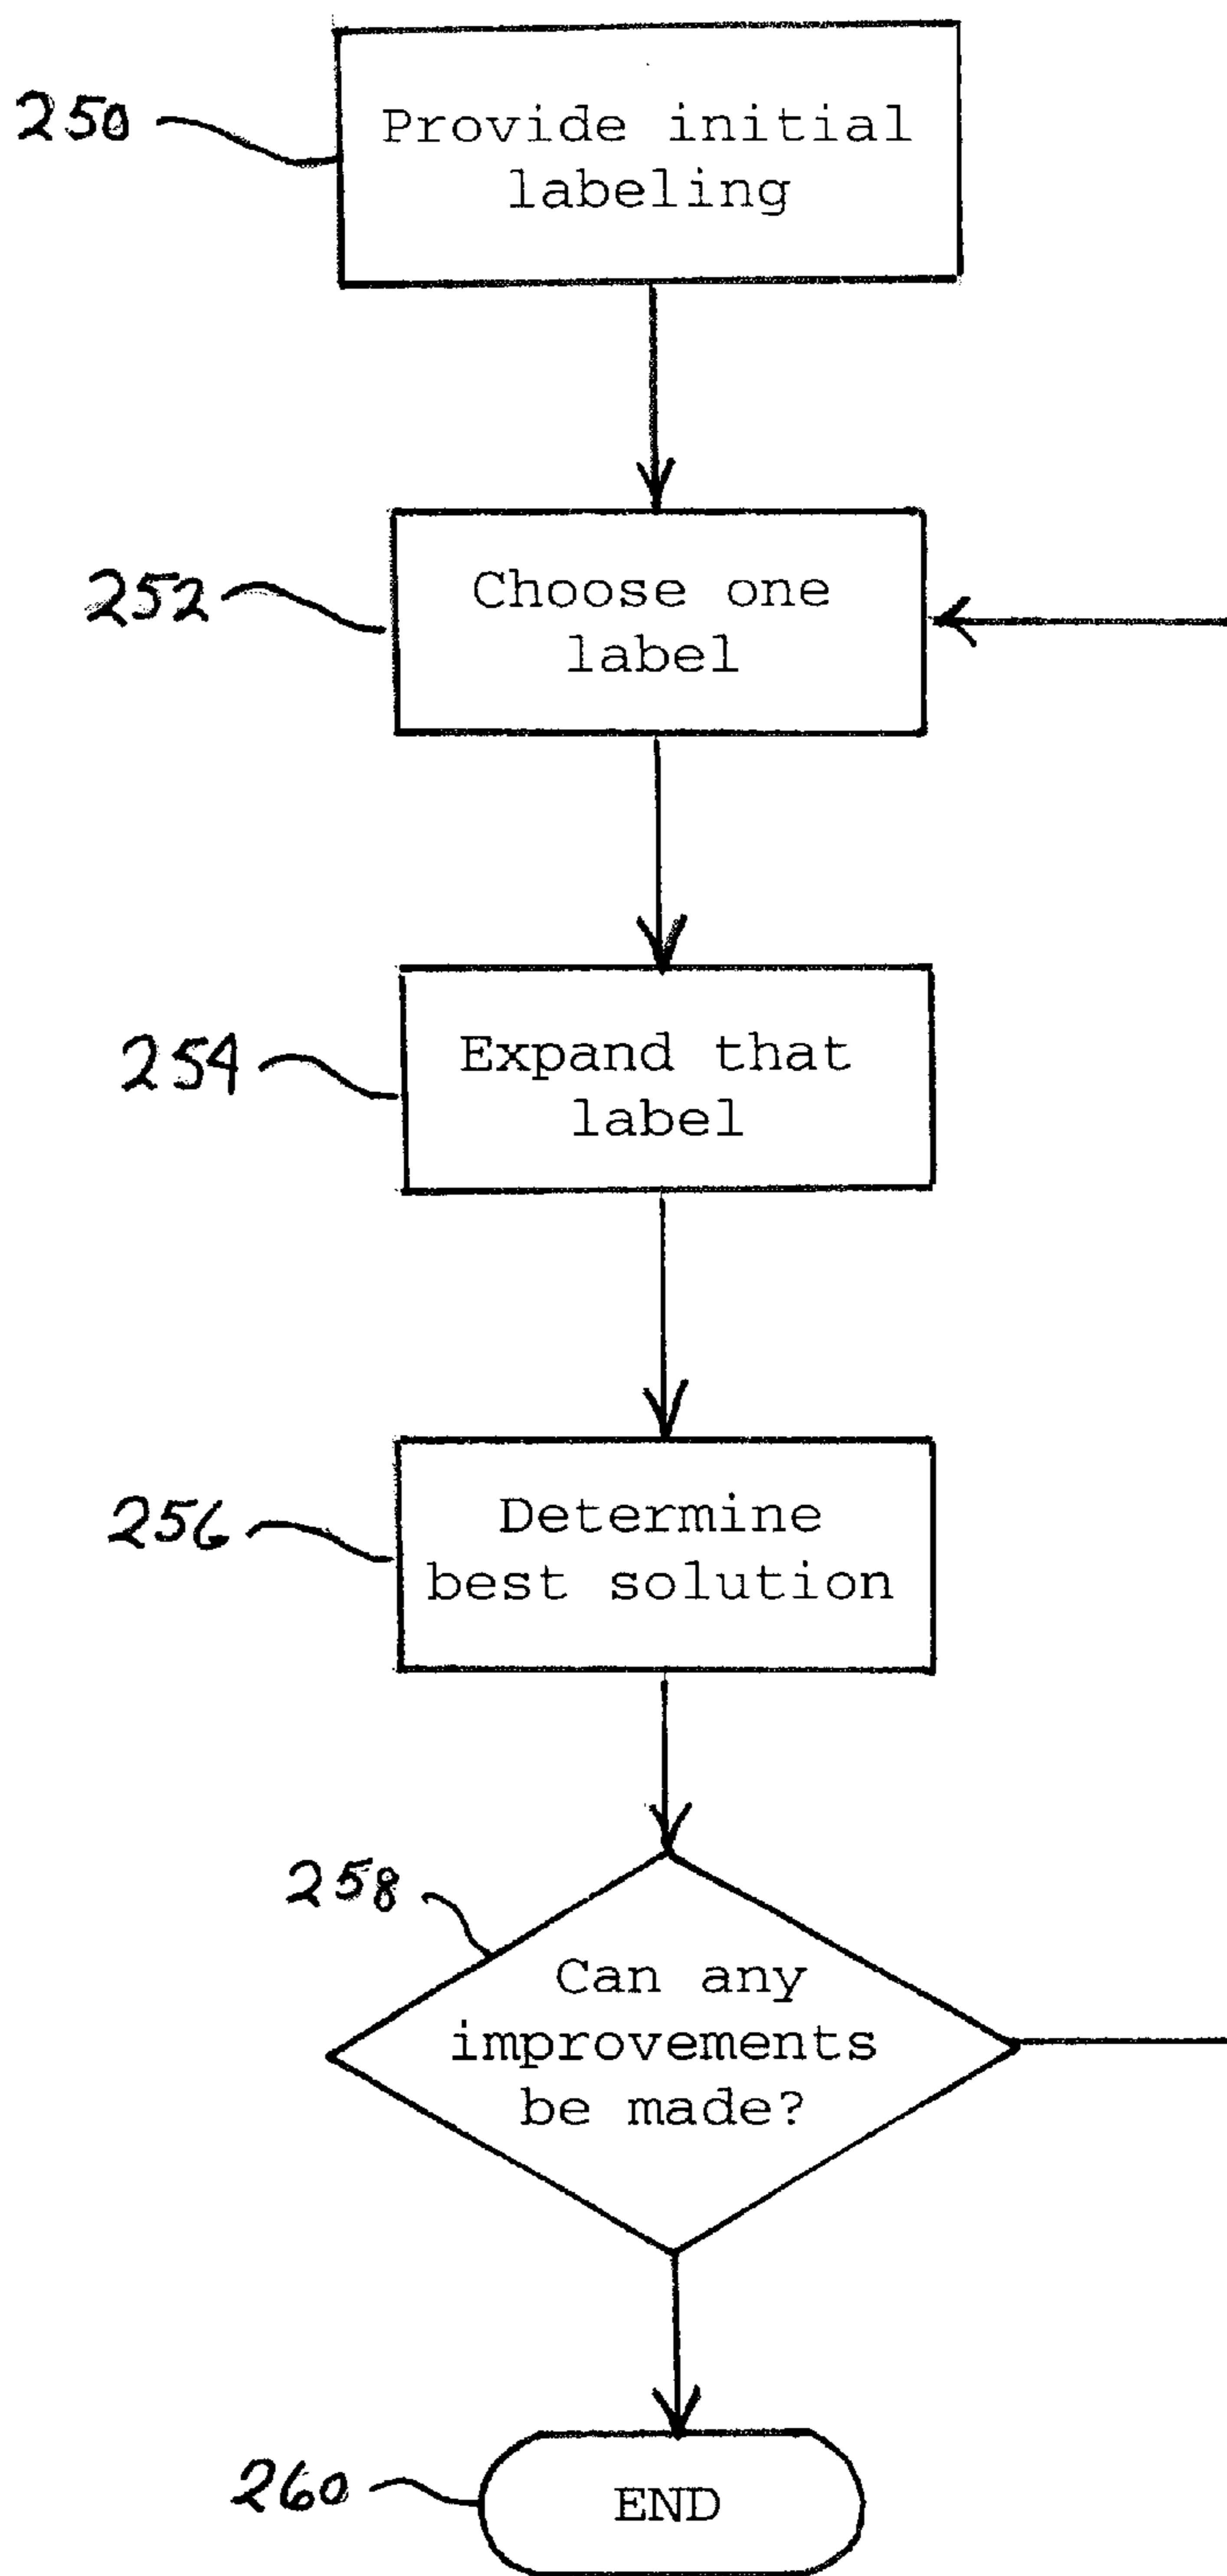 250
Provide initial
labeling
252
Choose one
label
254
Expand that
label
256
Determine
best solution
258
Can any
improvements
be made?
260
END